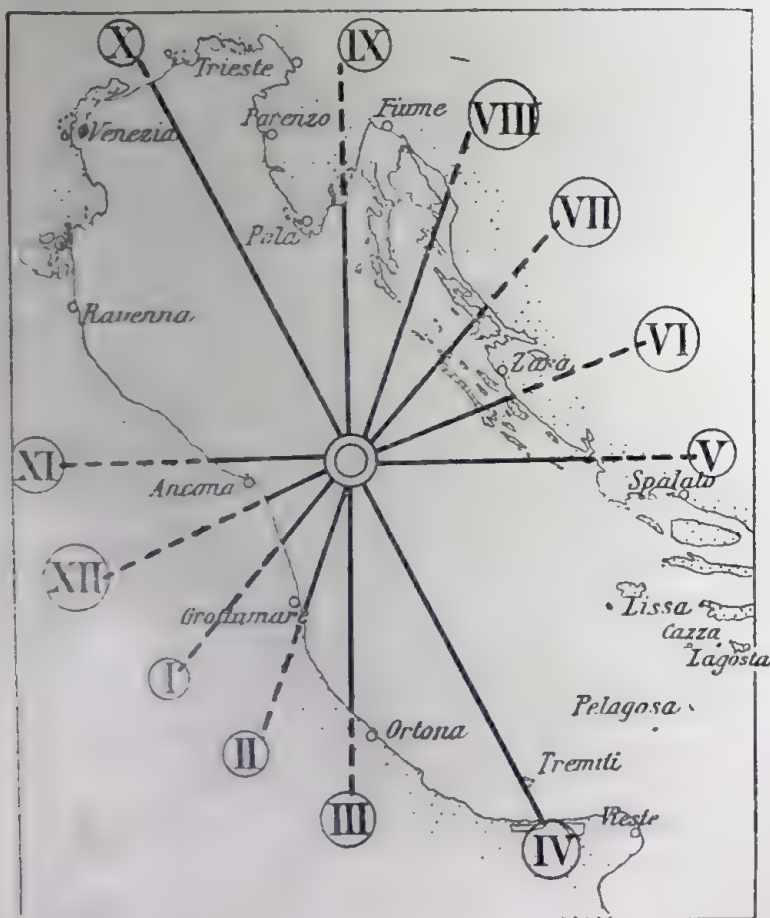 X
IX
Trieste
Venezia
Parenzo
Fiume
VIII
VII
Pola
Ravenna
VI
Zara
XI
V
Ancona
Spalato
XII
Grottamare
Lissa
Cazza
Lagosta
I
Pelagosa
II
Ortona
Tremiti
III
Vieste
IV